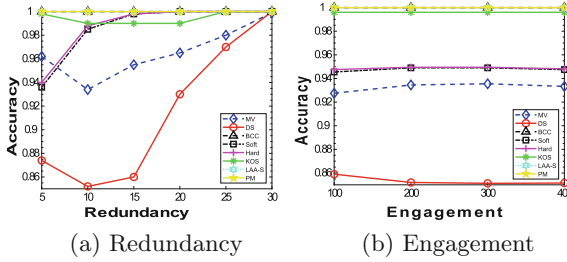 1
0.98
0.96
0.94
0.92
0.9
0.88
0.86
Accuracy
5 10 15 20 25 30
Redundancy
MV
DS
BCC
Soft
Hard
KOS
LAA-S
PM
(a) Redundancy
1
0.98
0.96
0.94
0.92
0.9
0.88
0.86
Accuracy
100 200 300 40
Engagement
MV
DS
BCC
Soft
Hard
KOS
LAA-S
PM
(b) Engagement